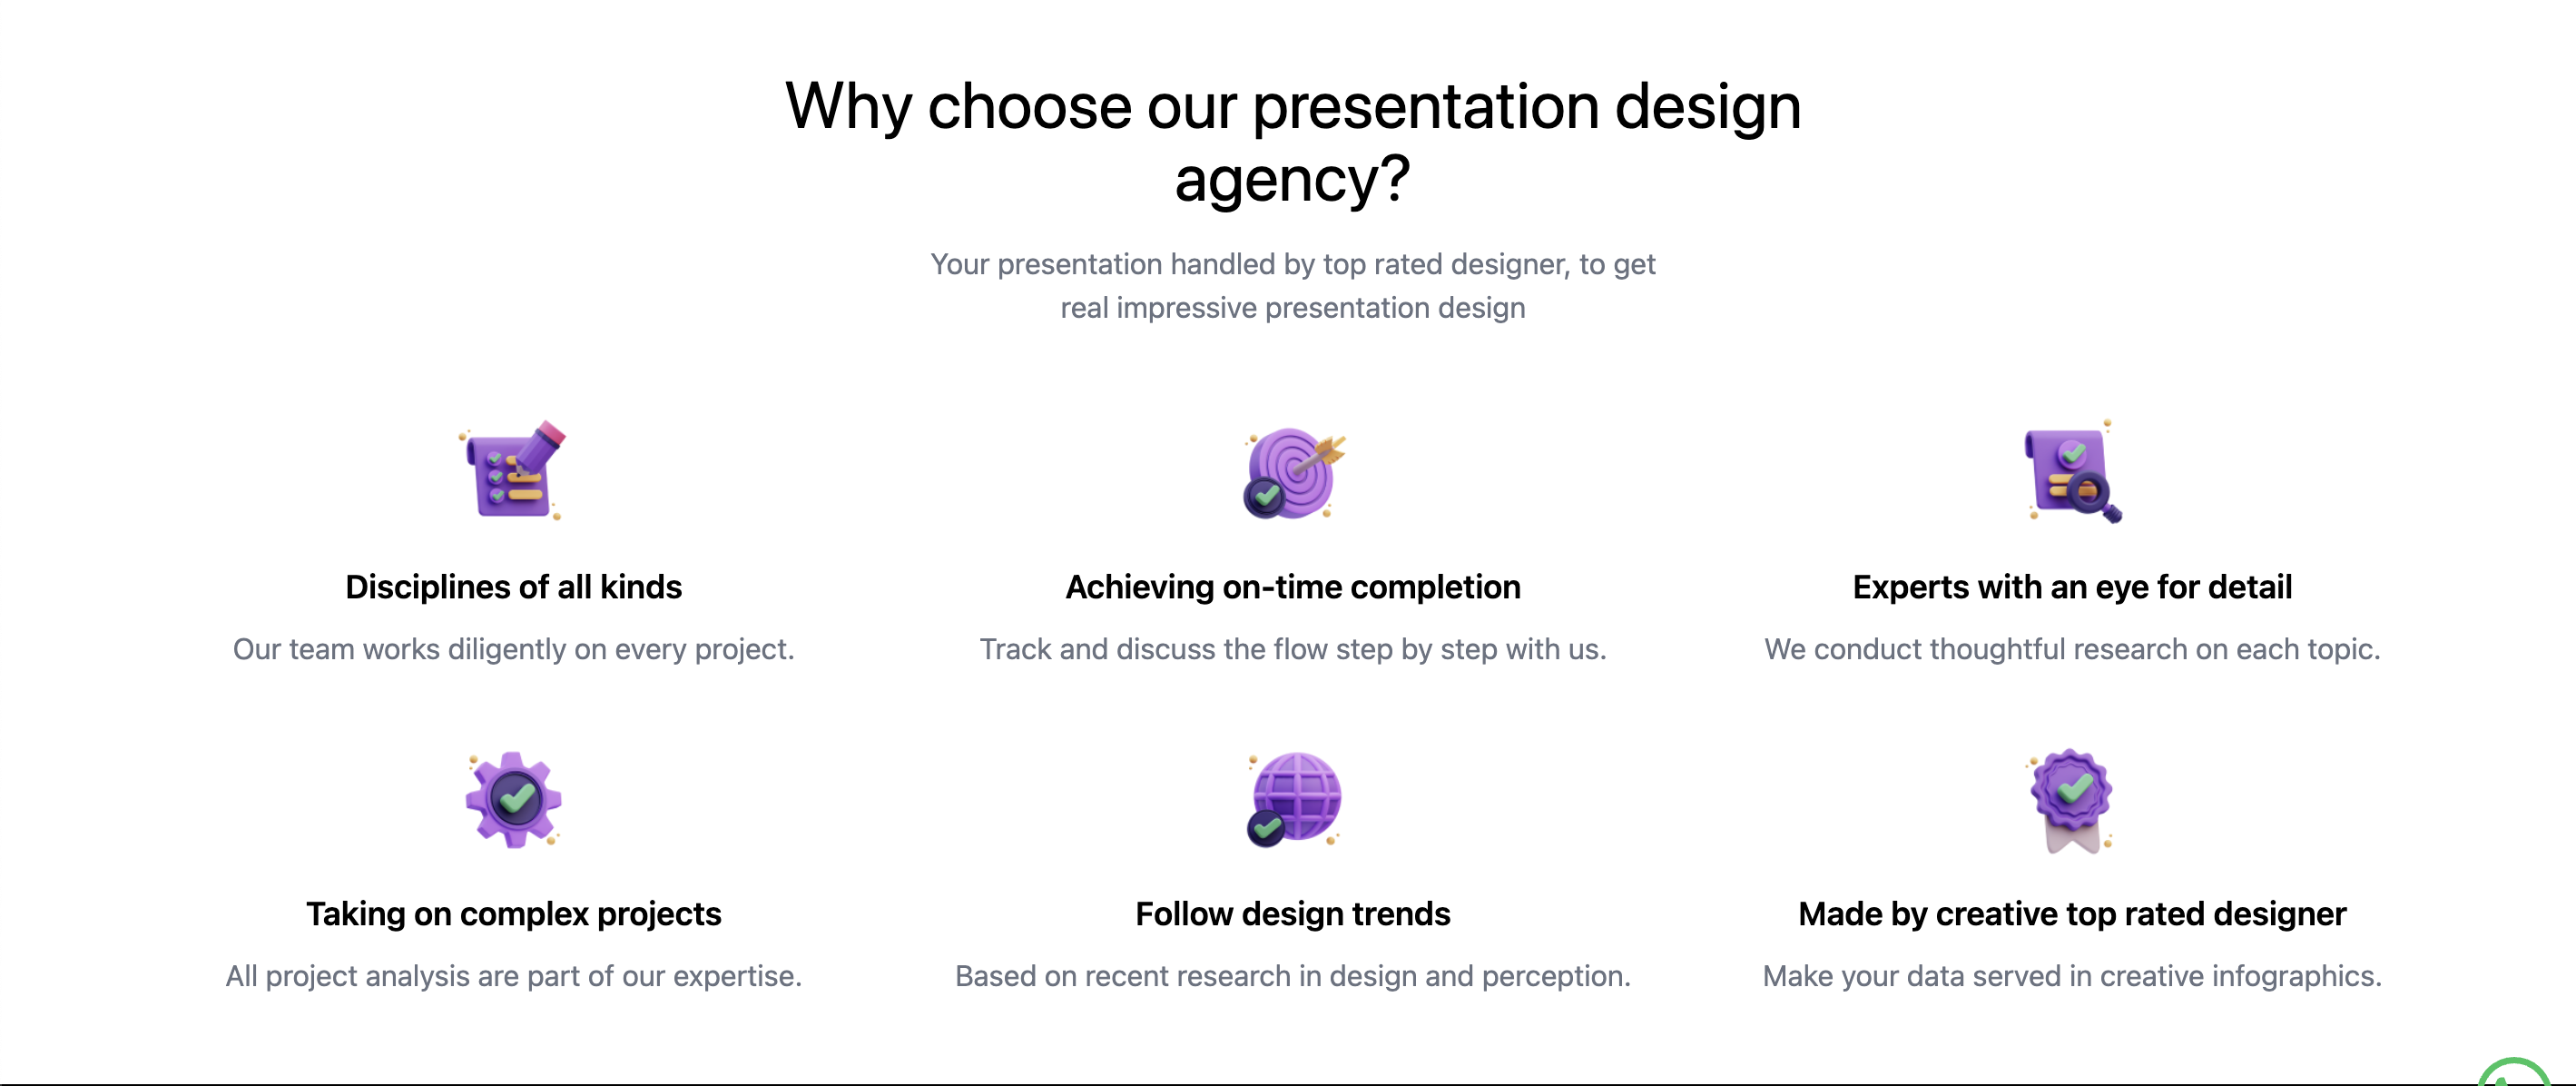 Why choose our presentation design
agency?
Your presentation handled by top rated designer, to get
real impressive presentation design
Disciplines of all kinds
Our team works diligently on every project.
Achieving on-time completion
Track and discuss the flow step by step with us.
Experts with an eye for detail
We conduct thoughtful research on each topic.
Taking on complex projects
All project analysis are part of our expertise.
Follow design trends
Based on recent research in design and perception.
Made by creative top rated designer
Make your data served in creative infographics.